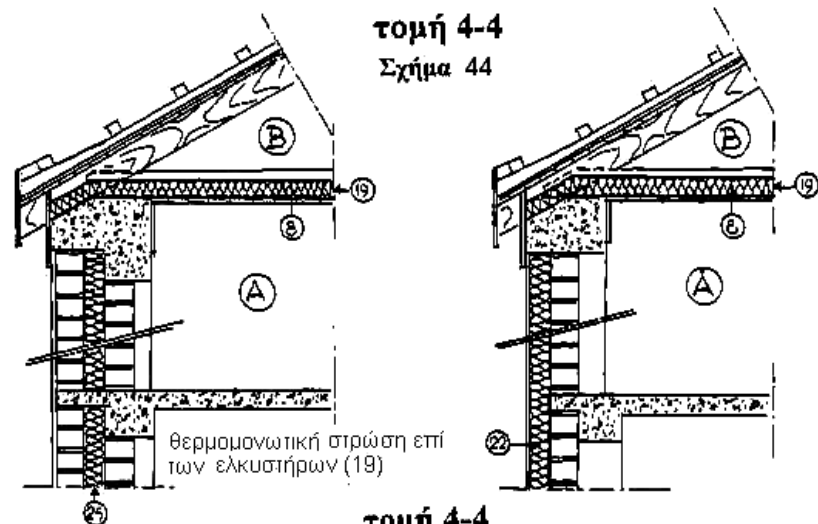 τομή 4-4
Σχήμα 44
B
B
19
19
8
8
A
A
θερμομονωτική στρώση επί
των ελκυστήρων (19)
22
25
τομή 4-4